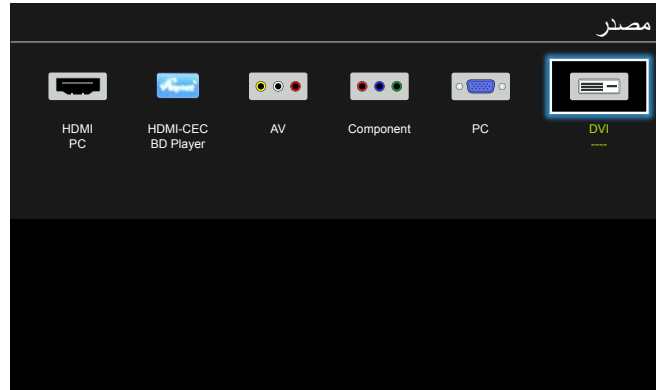 مصدر
HDMI
PC
HDMI-CEC
BD Player
AV
Component
PC
DVI
----